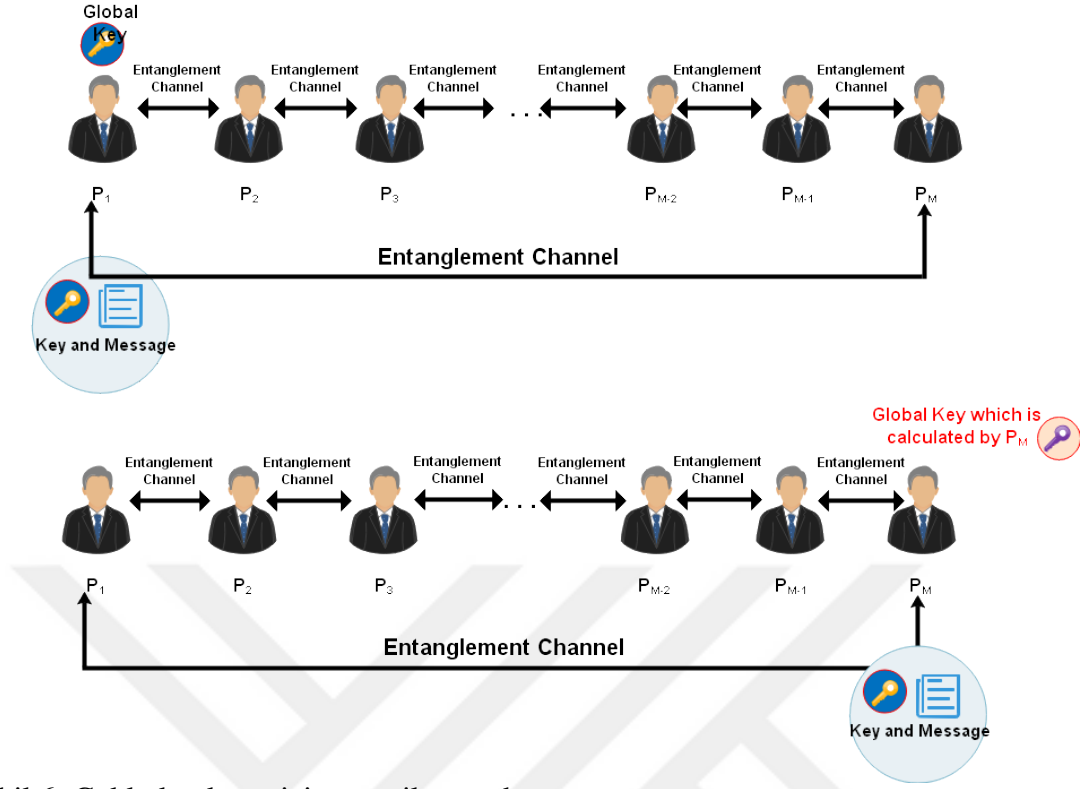 Global
Key
Entanglement Channel
Entanglement Channel
Entanglement Channel
Entanglement Channel
Entanglement Channel
Entanglement Channel
. . .
P1 P2 P3 PM-2 PM-1 PM
Entanglement Channel
Key and Message
Global Key which is
calculated by PM
Entanglement Channel
Entanglement Channel
Entanglement Channel
Entanglement Channel
Entanglement Channel
Entanglement Channel
. . .
P1 P2 P3 PM-2 PM-1 PM
Entanglement Channel
Key and Message